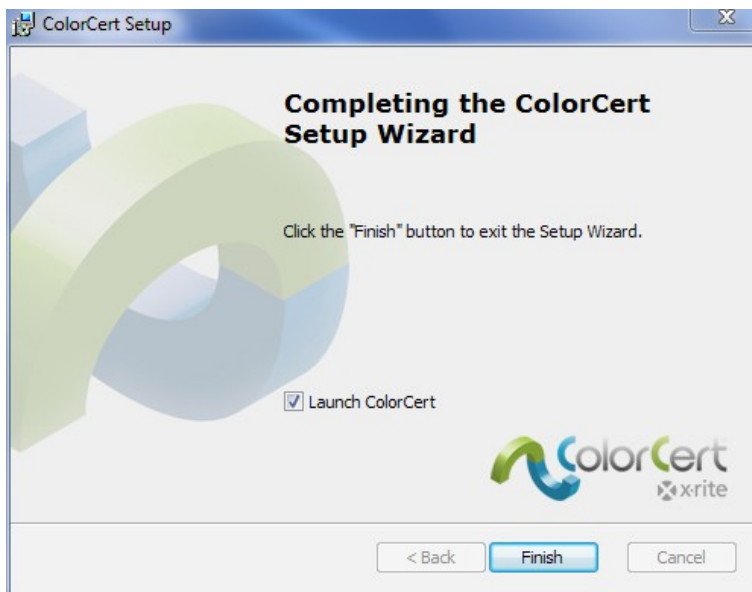 ColorCert Setup
Completing the ColorCert
Setup Wizard
Click the "Finish" button to exit the Setup Wizard.
Launch ColorCert
ColorCert
x·rite
< Back
Finish
Cancel